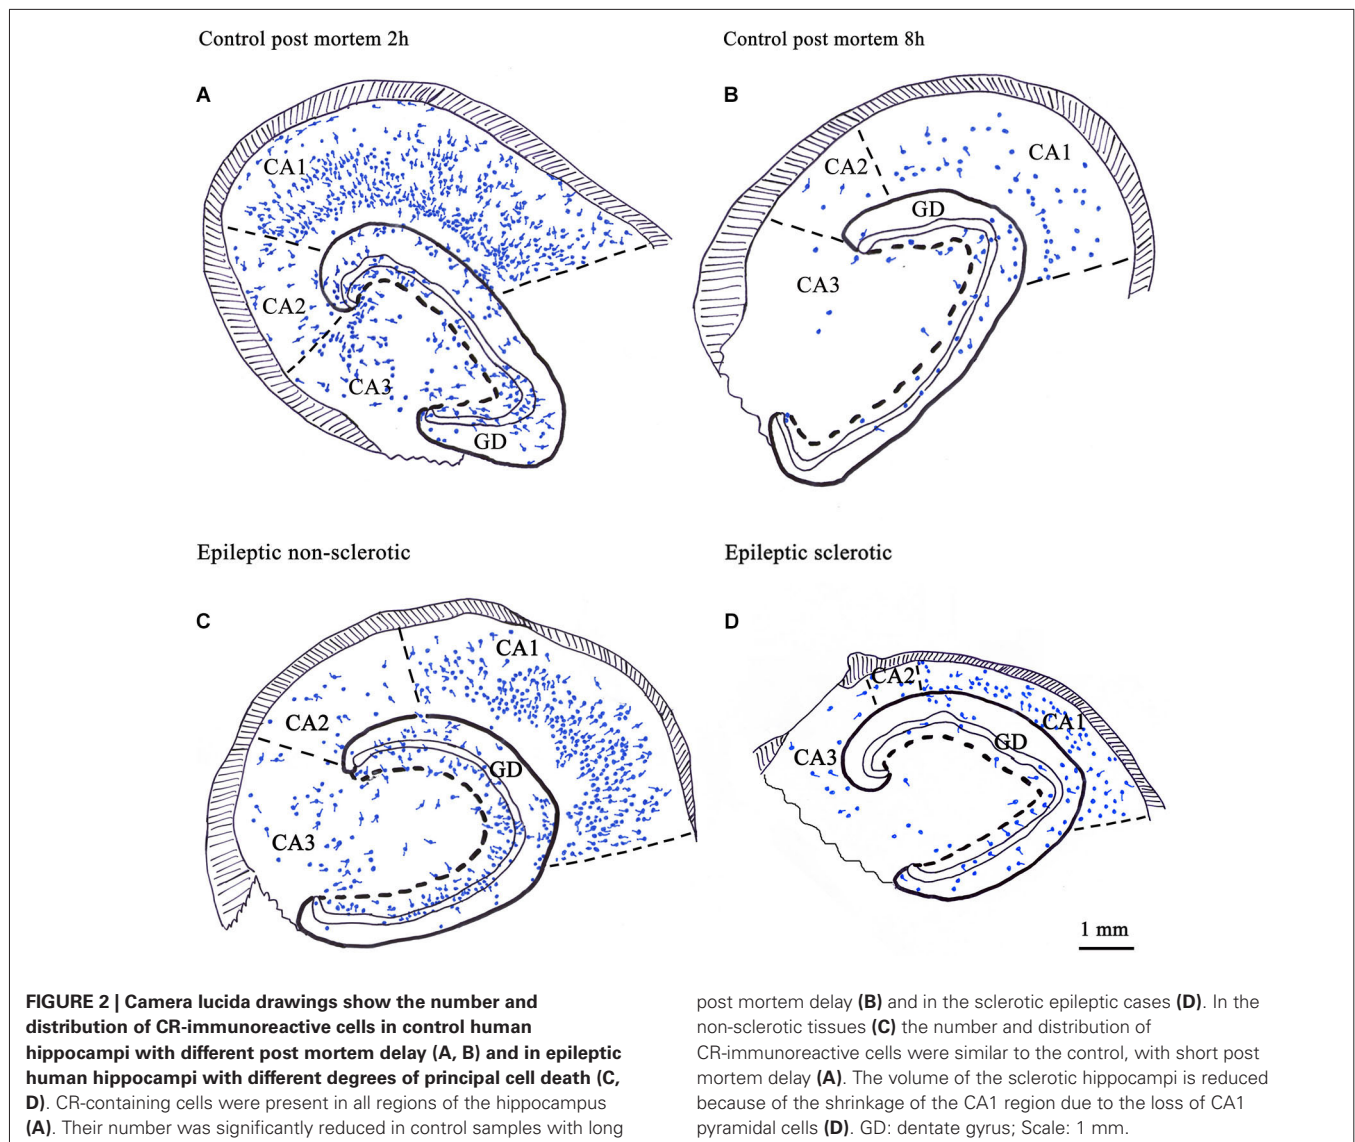 Control post mortem 2h
Control post mortem 8h
A
B
CA1
CA2
CA3
GD
CA2
CA1
GD
CA3
Epileptic non-sclerotic
Epileptic sclerotic
C
D
CA1
CA2
GD
CA3
CA2
CA1
GD
CA3
1 mm
FIGURE 2 | Camera lucida drawings show the number and
distribution of CR-immunoreactive cells in control human
hippocampi with different post mortem delay (A, B) and in epileptic
human hippocampi with different degrees of principal cell death (C,
D). CR-containing cells were present in all regions of the hippocampus
(A). Their number was significantly reduced in control samples with long
post mortem delay (B) and in the sclerotic epileptic cases (D). In the
non-sclerotic tissues (C) the number and distribution of
CR-immunoreactive cells were similar to the control, with short post
mortem delay (A). The volume of the sclerotic hippocampi is reduced
because of the shrinkage of the CA1 region due to the loss of CA1
pyramidal cells (D). GD: dentate gyrus; Scale: 1 mm.